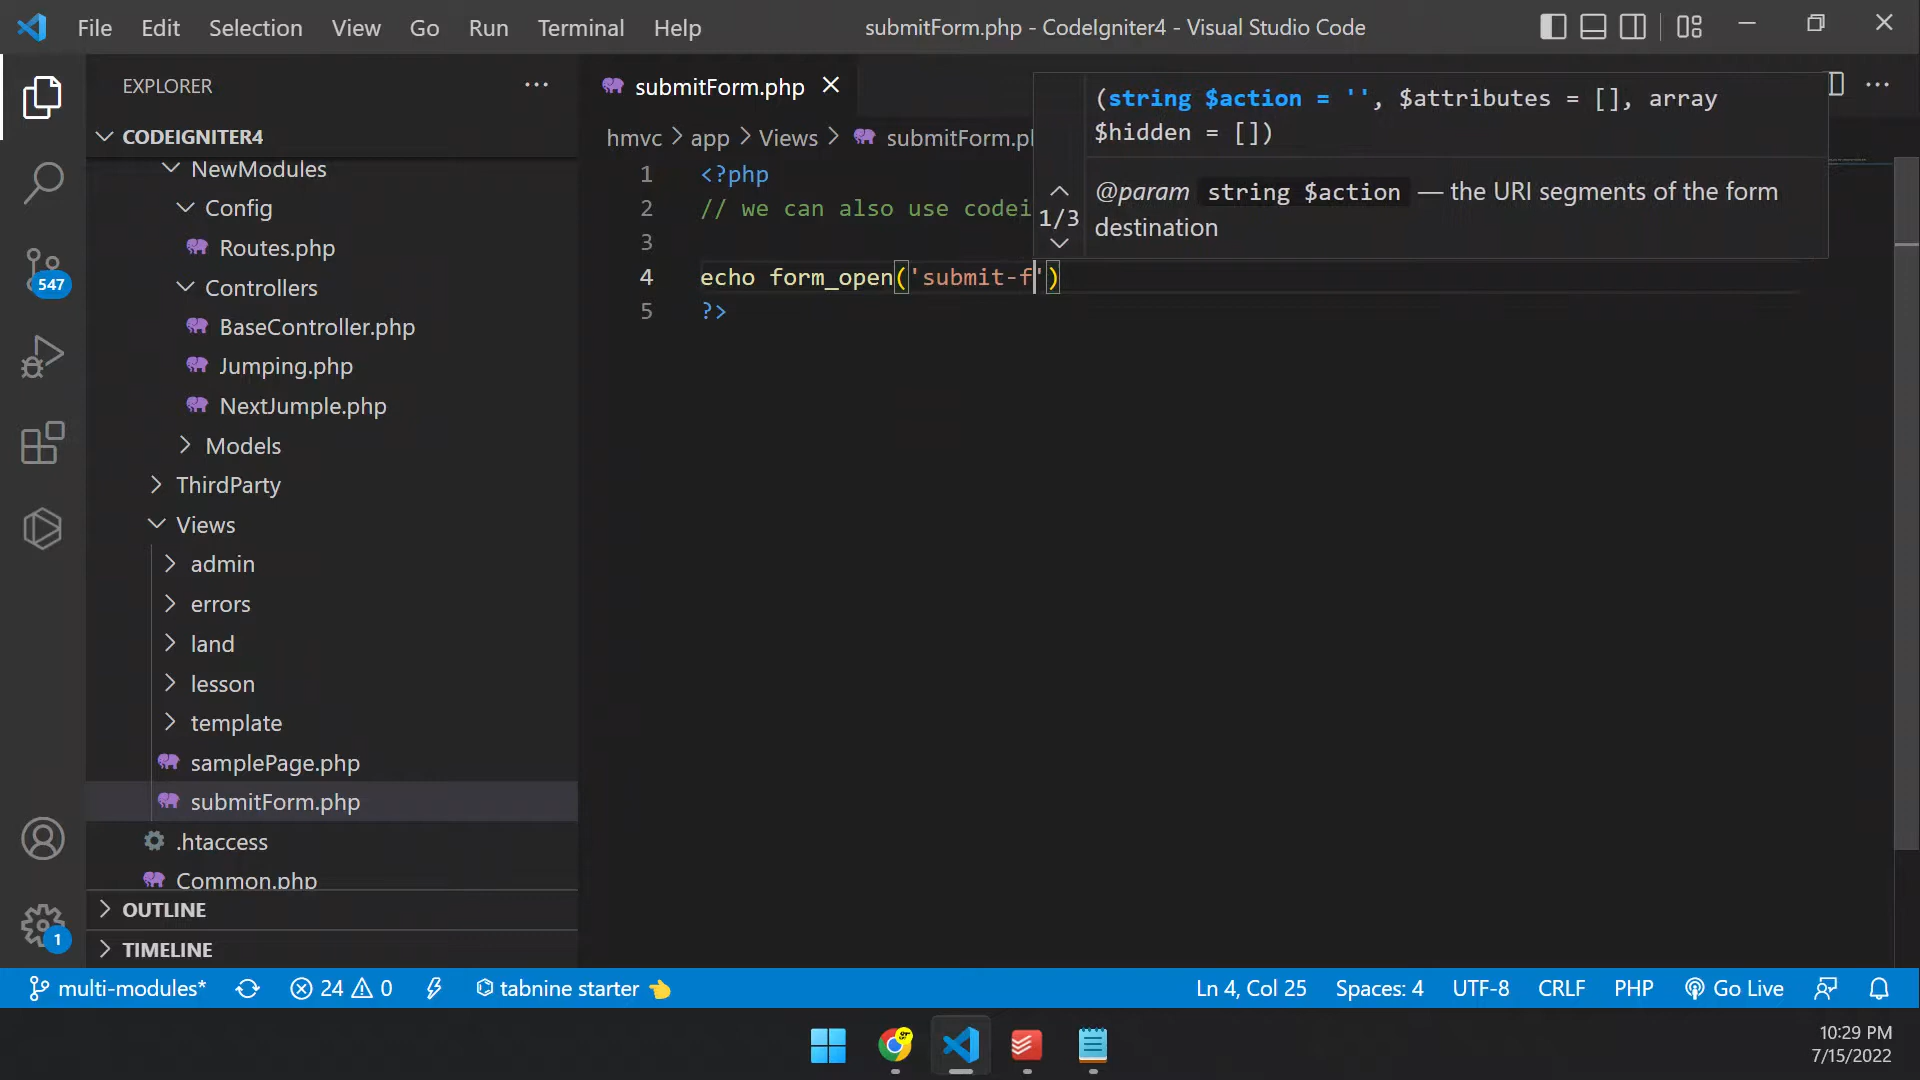 File Edit Selection View Go Run Terminal Help submitForm.php - CodeIgniter4 - Visual Studio Code
EXPLORER
CODEIGNITER4
NewModules
Config
Routes.php
Controllers
BaseController.php
Jumping.php
NextJumple.php
Models
ThirdParty
Views
admin
errors
land
lesson
template
samplePage.php
submitForm.php
.htaccess
Common.php
OUTLINE
TIMELINE
547
1
submitForm.php
hmvc > app > Views > submitForm.ph
1 <?php
2 // we can also use codei
3
4 echo form_open('submit-f')
5 ?>
(string $action = '', $attributes = [], array
$hidden = [])
1/3
@param string $action — the URI segments of the form
destination
multi-modules* 24 0 tabnine starter Ln 4, Col 25 Spaces: 4 UTF-8 CRLF PHP Go Live
10:29 PM
7/15/2022